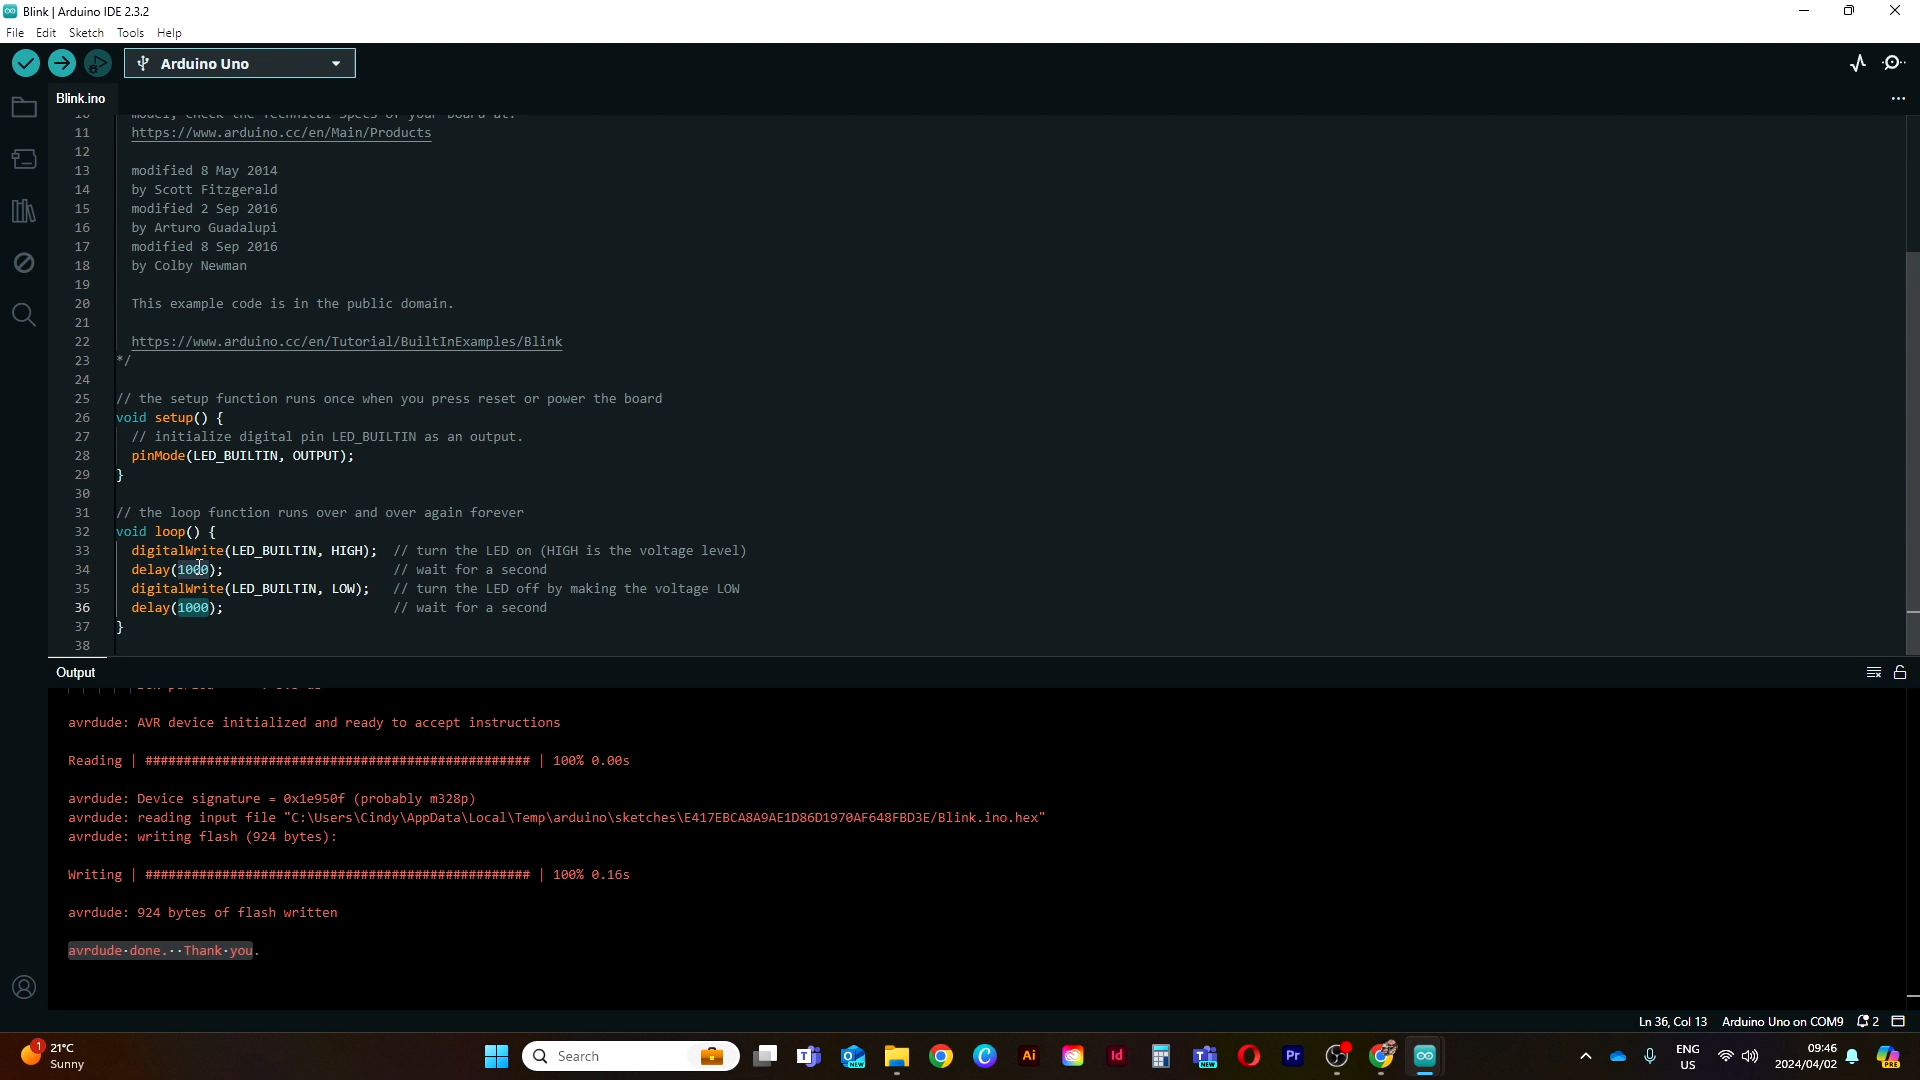 Blink | Arduino IDE 2.3.2
File Edit Sketch Tools Help
Arduino Uno
Blink.ino
10 model, check the Technical Specs of your board at:
11 https://www.arduino.cc/en/Main/Products
12
13 modified 8 May 2014
14 by Scott Fitzgerald
15 modified 2 Sep 2016
16 by Arturo Guadalupi
17 modified 8 Sep 2016
18 by Colby Newman
19
20 This example code is in the public domain.
21
22 https://www.arduino.cc/en/Tutorial/BuiltInExamples/Blink
23 */
24
25 // the setup function runs once when you press reset or power the board
26 void setup() {
27 // initialize digital pin LED_BUILTIN as an output.
28 pinMode(LED_BUILTIN, OUTPUT);
29 }
30
31 // the loop function runs over and over again forever
32 void loop() {
33 digitalWrite(LED_BUILTIN, HIGH); // turn the LED on (HIGH is the voltage level)
34 delay(1000); // wait for a second
35 digitalWrite(LED_BUILTIN, LOW); // turn the LED off by making the voltage LOW
36 delay(1000); // wait for a second
37 }
38
Output
avrdude: AVR device initialized and ready to accept instructions
Reading | ################################################## | 100% 0.00s
avrdude: Device signature = 0x1e950f (probably m328p)
avrdude: reading input file "C:\Users\Cindy\AppData\Local\Temp\arduino\sketches\E417EBCA8A9AE1D86D1970AF648FBD3E/Blink.ino.hex"
avrdude: writing flash (924 bytes):
Writing | ################################################## | 100% 0.16s
avrdude: 924 bytes of flash written
avrdude·done.··Thank·you.
Ln 36, Col 13 Arduino Uno on COM9 2
1 21°C
Sunny
Search
NEW
Ai
Id
NEW
Pr
ENG
US
09:46
2024/04/02
PRE